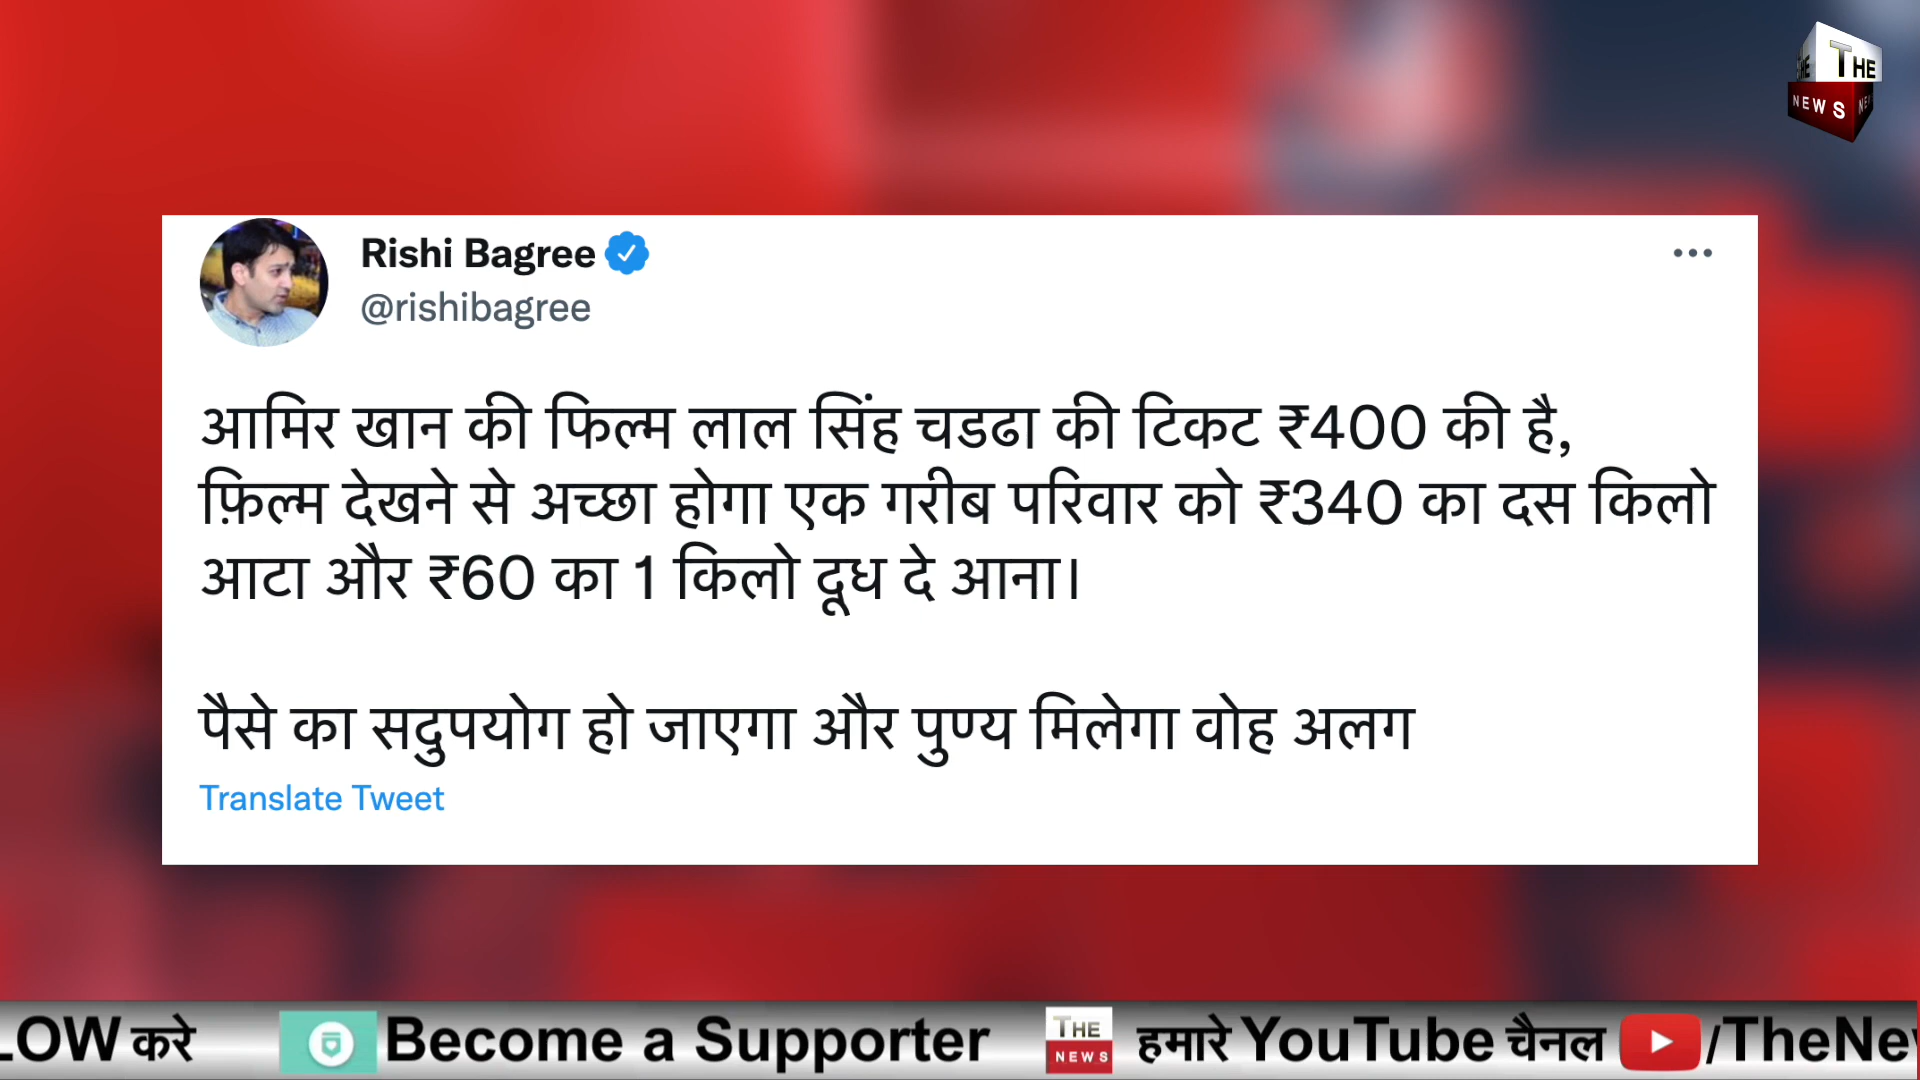 THE
NEWS
Rishi Bagree
@rishibagree
आमिर खान की फिल्म लाल सिंह चडढा की टिकट ₹400 की है,
फ़िल्म देखने से अच्छा होगा एक गरीब परिवार को ₹340 का दस किलो
आटा और ₹60 का 1 किलो दूध दे आना।
पैसे का सदुपयोग हो जाएगा और पुण्य मिलेगा वोह अलग
Translate Tweet
LOW करे Become a Supporter THE NEWS हमारे YouTube चैनल /TheNe